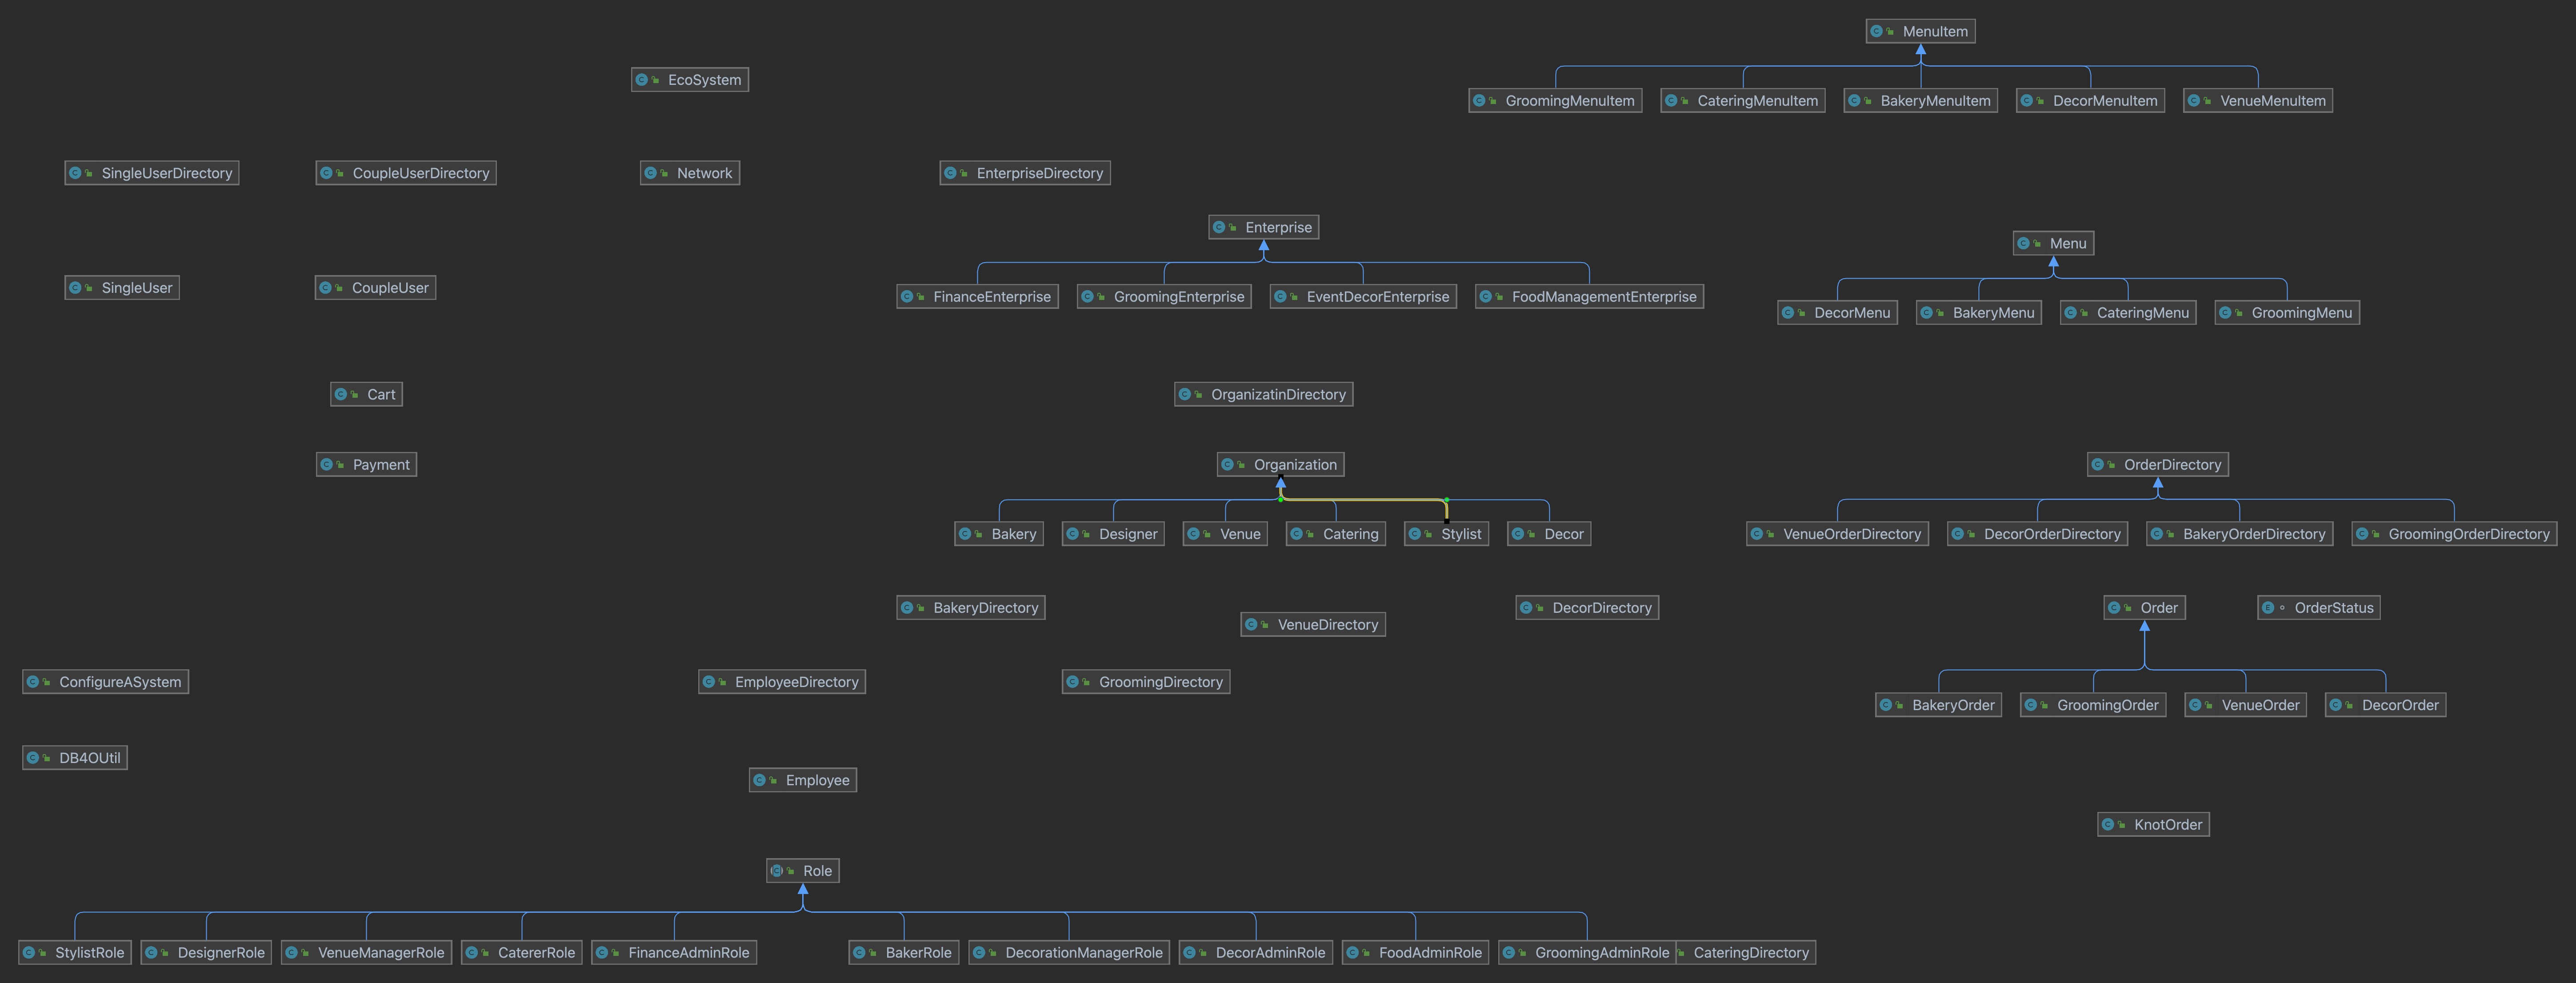 MenuItem
EcoSystem
GroomingMenuItem CateringMenuItem BakeryMenuItem DecorMenuItem VenueMenuItem
SingleUserDirectory CoupleUserDirectory Network EnterpriseDirectory
Enterprise
Menu
SingleUser CoupleUser
FinanceEnterprise GroomingEnterprise EventDecorEnterprise FoodManagementEnterprise
DecorMenu BakeryMenu CateringMenu GroomingMenu
Cart OrganizatinDirectory
Payment Organization OrderDirectory
Bakery Designer Venue Catering Stylist Decor VenueOrderDirectory DecorOrderDirectory BakeryOrderDirectory GroomingOrderDirectory
BakeryDirectory DecorDirectory Order OrderStatus
VenueDirectory
ConfigureASystem EmployeeDirectory GroomingDirectory
BakeryOrder GroomingOrder VenueOrder DecorOrder
DB4OUtil
Employee
KnotOrder
Role
StylistRole DesignerRole VenueManagerRole CatererRole FinanceAdminRole BakerRole DecorationManagerRole DecorAdminRole FoodAdminRole GroomingAdminRole CateringDirectory